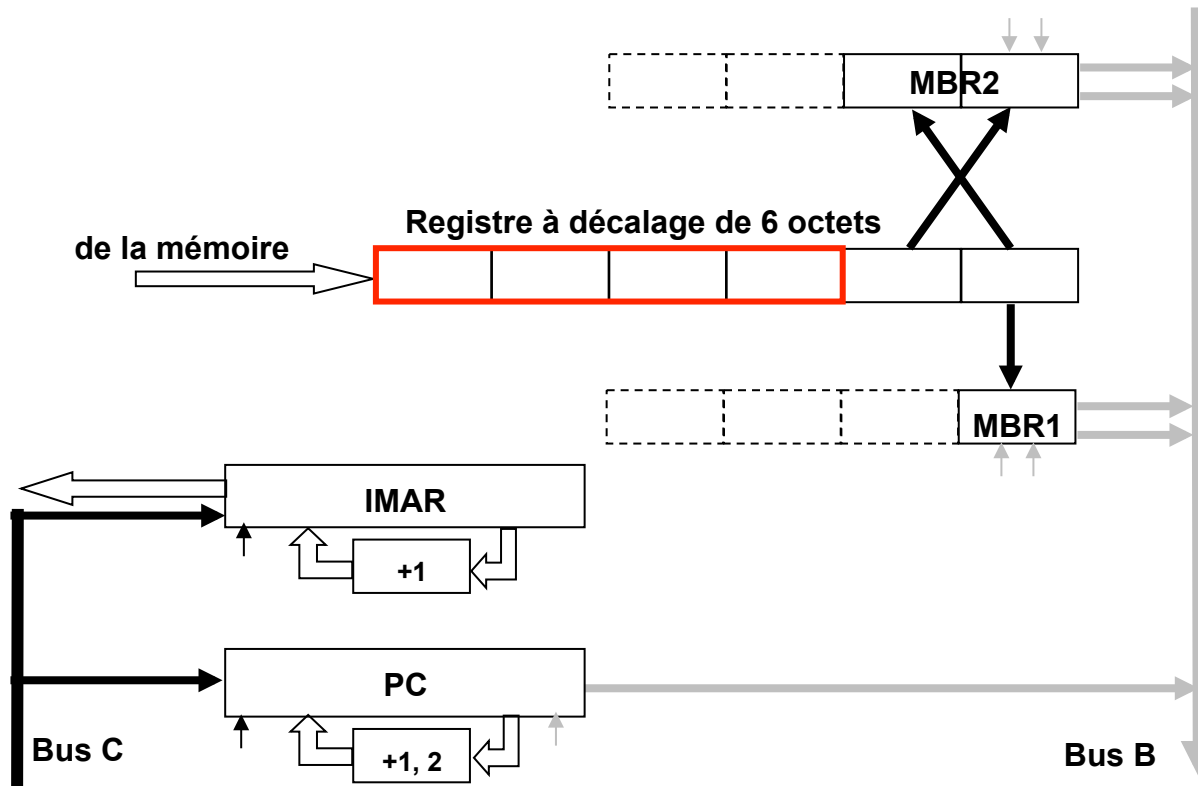 MBR2
Registre à décalage de 6 octets
de la mémoire
MBR1
IMAR
+1
PC
+1, 2
Bus C
Bus B